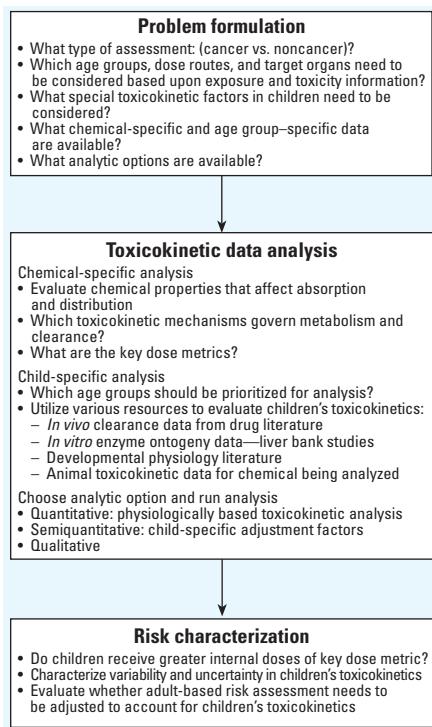 Problem formulation
• What type of assessment: (cancer vs. noncancer)?
• Which age groups, dose routes, and target organs need to
be considered based upon exposure and toxicity information?
• What special toxicokinetic factors in children need to be
considered?
• What chemical-specific and age group–specific data
are available?
• What analytic options are available?
Toxicokinetic data analysis
Chemical-specific analysis
• Evaluate chemical properties that affect absorption
and distribution
• Which toxicokinetic mechanisms govern metabolism and
clearance?
• What are the key dose metrics?
Child-specific analysis
• Which age groups should be prioritized for analysis?
• Utilize various resources to evaluate children's toxicokinetics:
– In vivo clearance data from drug literature
– In vitro enzyme ontogeny data—liver bank studies
– Developmental physiology literature
– Animal toxicokinetic data for chemical being analyzed
Choose analytic option and run analysis
• Quantitative: physiologically based toxicokinetic analysis
• Semiquantitative: child-specific adjustment factors
• Qualitative
Risk characterization
• Do children receive greater internal doses of key dose metric?
• Characterize variability and uncertainty in children's toxicokinetics
• Evaluate whether adult-based risk assessment needs to
be adjusted to account for children's toxicokinetics